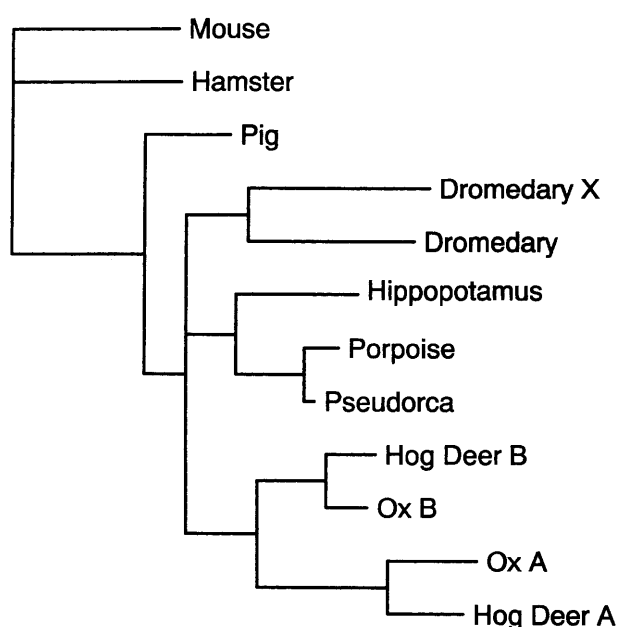 Mouse
Hamster
Pig
Dromedary X
Dromedary
Hippopotamus
Porpoise
Pseudorca
Hog Deer B
Ox B
Ox A
Hog Deer A